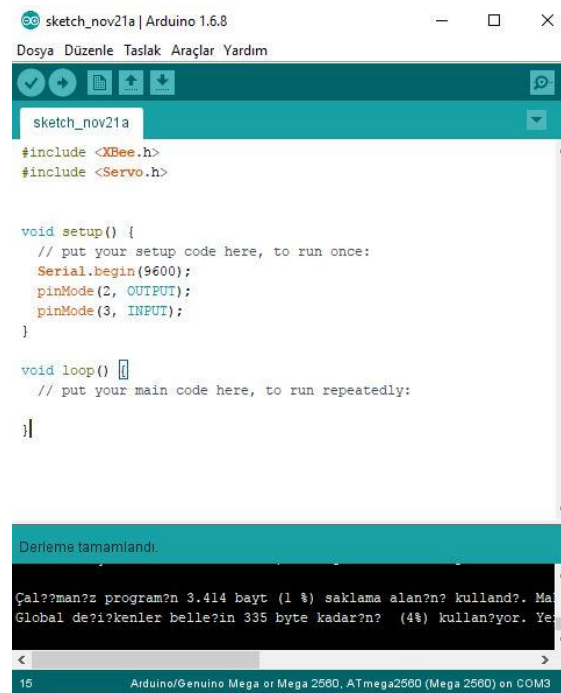 sketch_nov21a | Arduino 1.6.8
Dosya Düzenle Taslak Araçlar Yardım
sketch_nov21a
#include <XBee.h>
#include <Servo.h>
void setup() {
// put your setup code here, to run once:
Serial.begin(9600);
pinMode(2, OUTPUT);
pinMode(3, INPUT);
}
void loop() {
// put your main code here, to run repeatedly:
}
Derleme tamamlandı.
Çal??man?z program?n 3.414 bayt (1 %) saklama alan?n? kulland?. Ma
Global de?i?kenler belle?in 335 byte kadar?n? (4%) kullan?yor. Ye
15 Arduino/Genuino Mega or Mega 2560, ATmega2560 (Mega 2560) on COM3